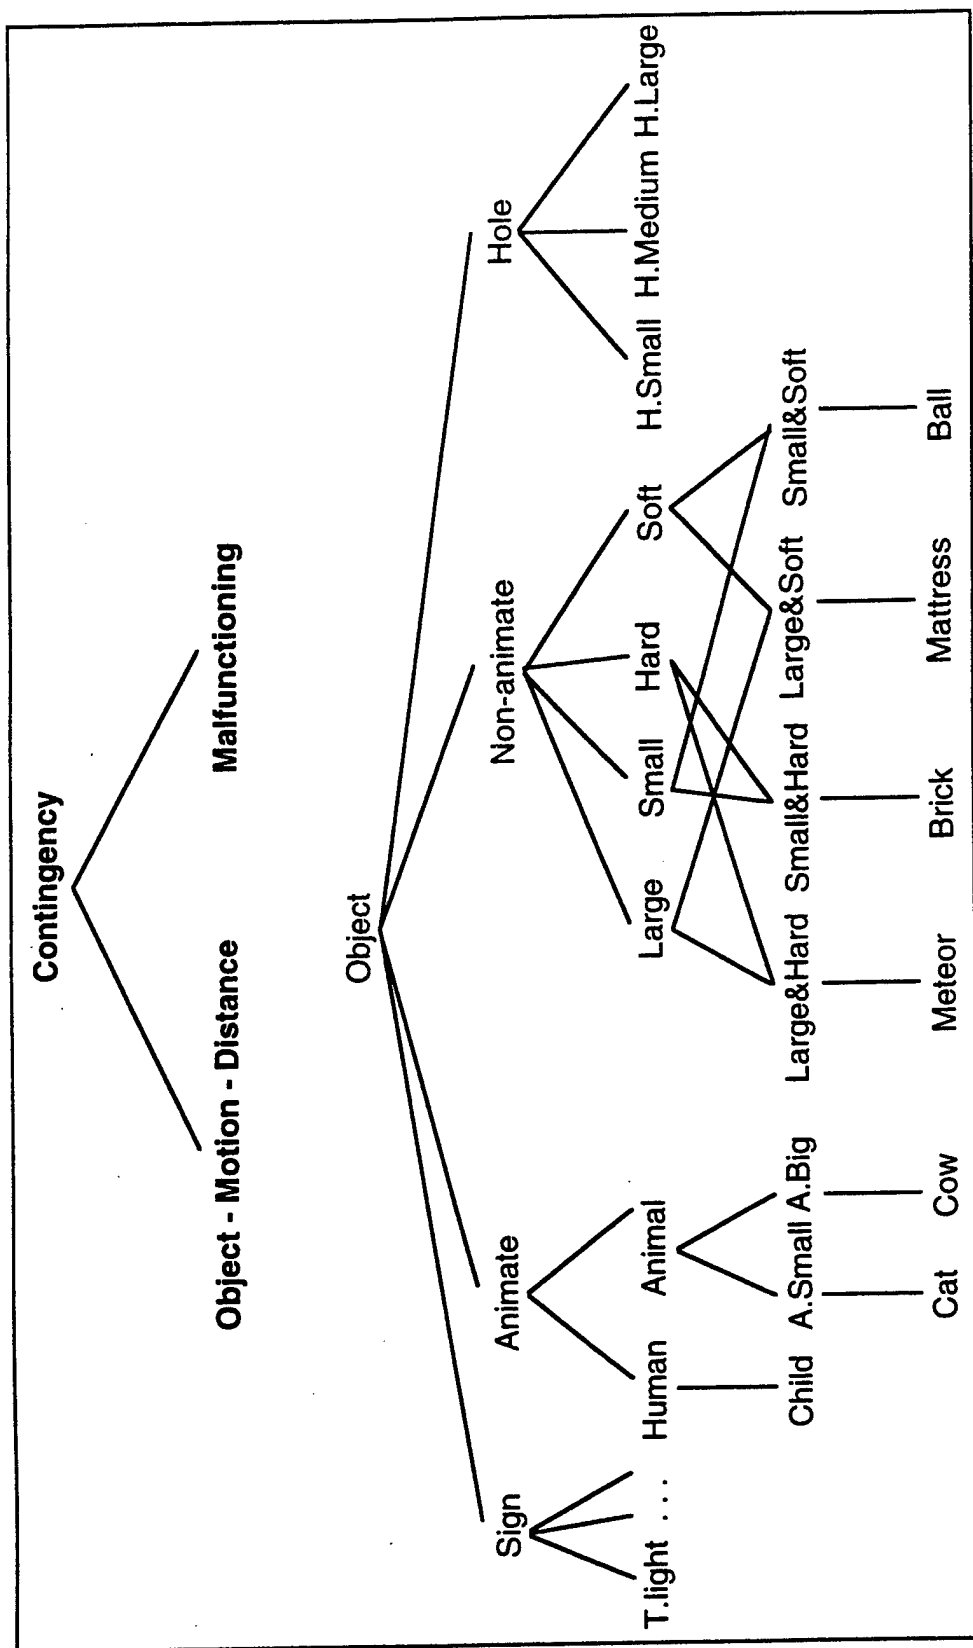 Contingency
Object - Motion - Distance Malfunctioning
Object
Sign Animate Non-animate Hole
T.light .... Human Animal Large Small Hard Soft H.Small H.Medium H.Large
Child A.Small A.Big Large&Hard Small&Hard Large&Soft Small&Soft
Cat Cow Meteor Brick Mattress Ball